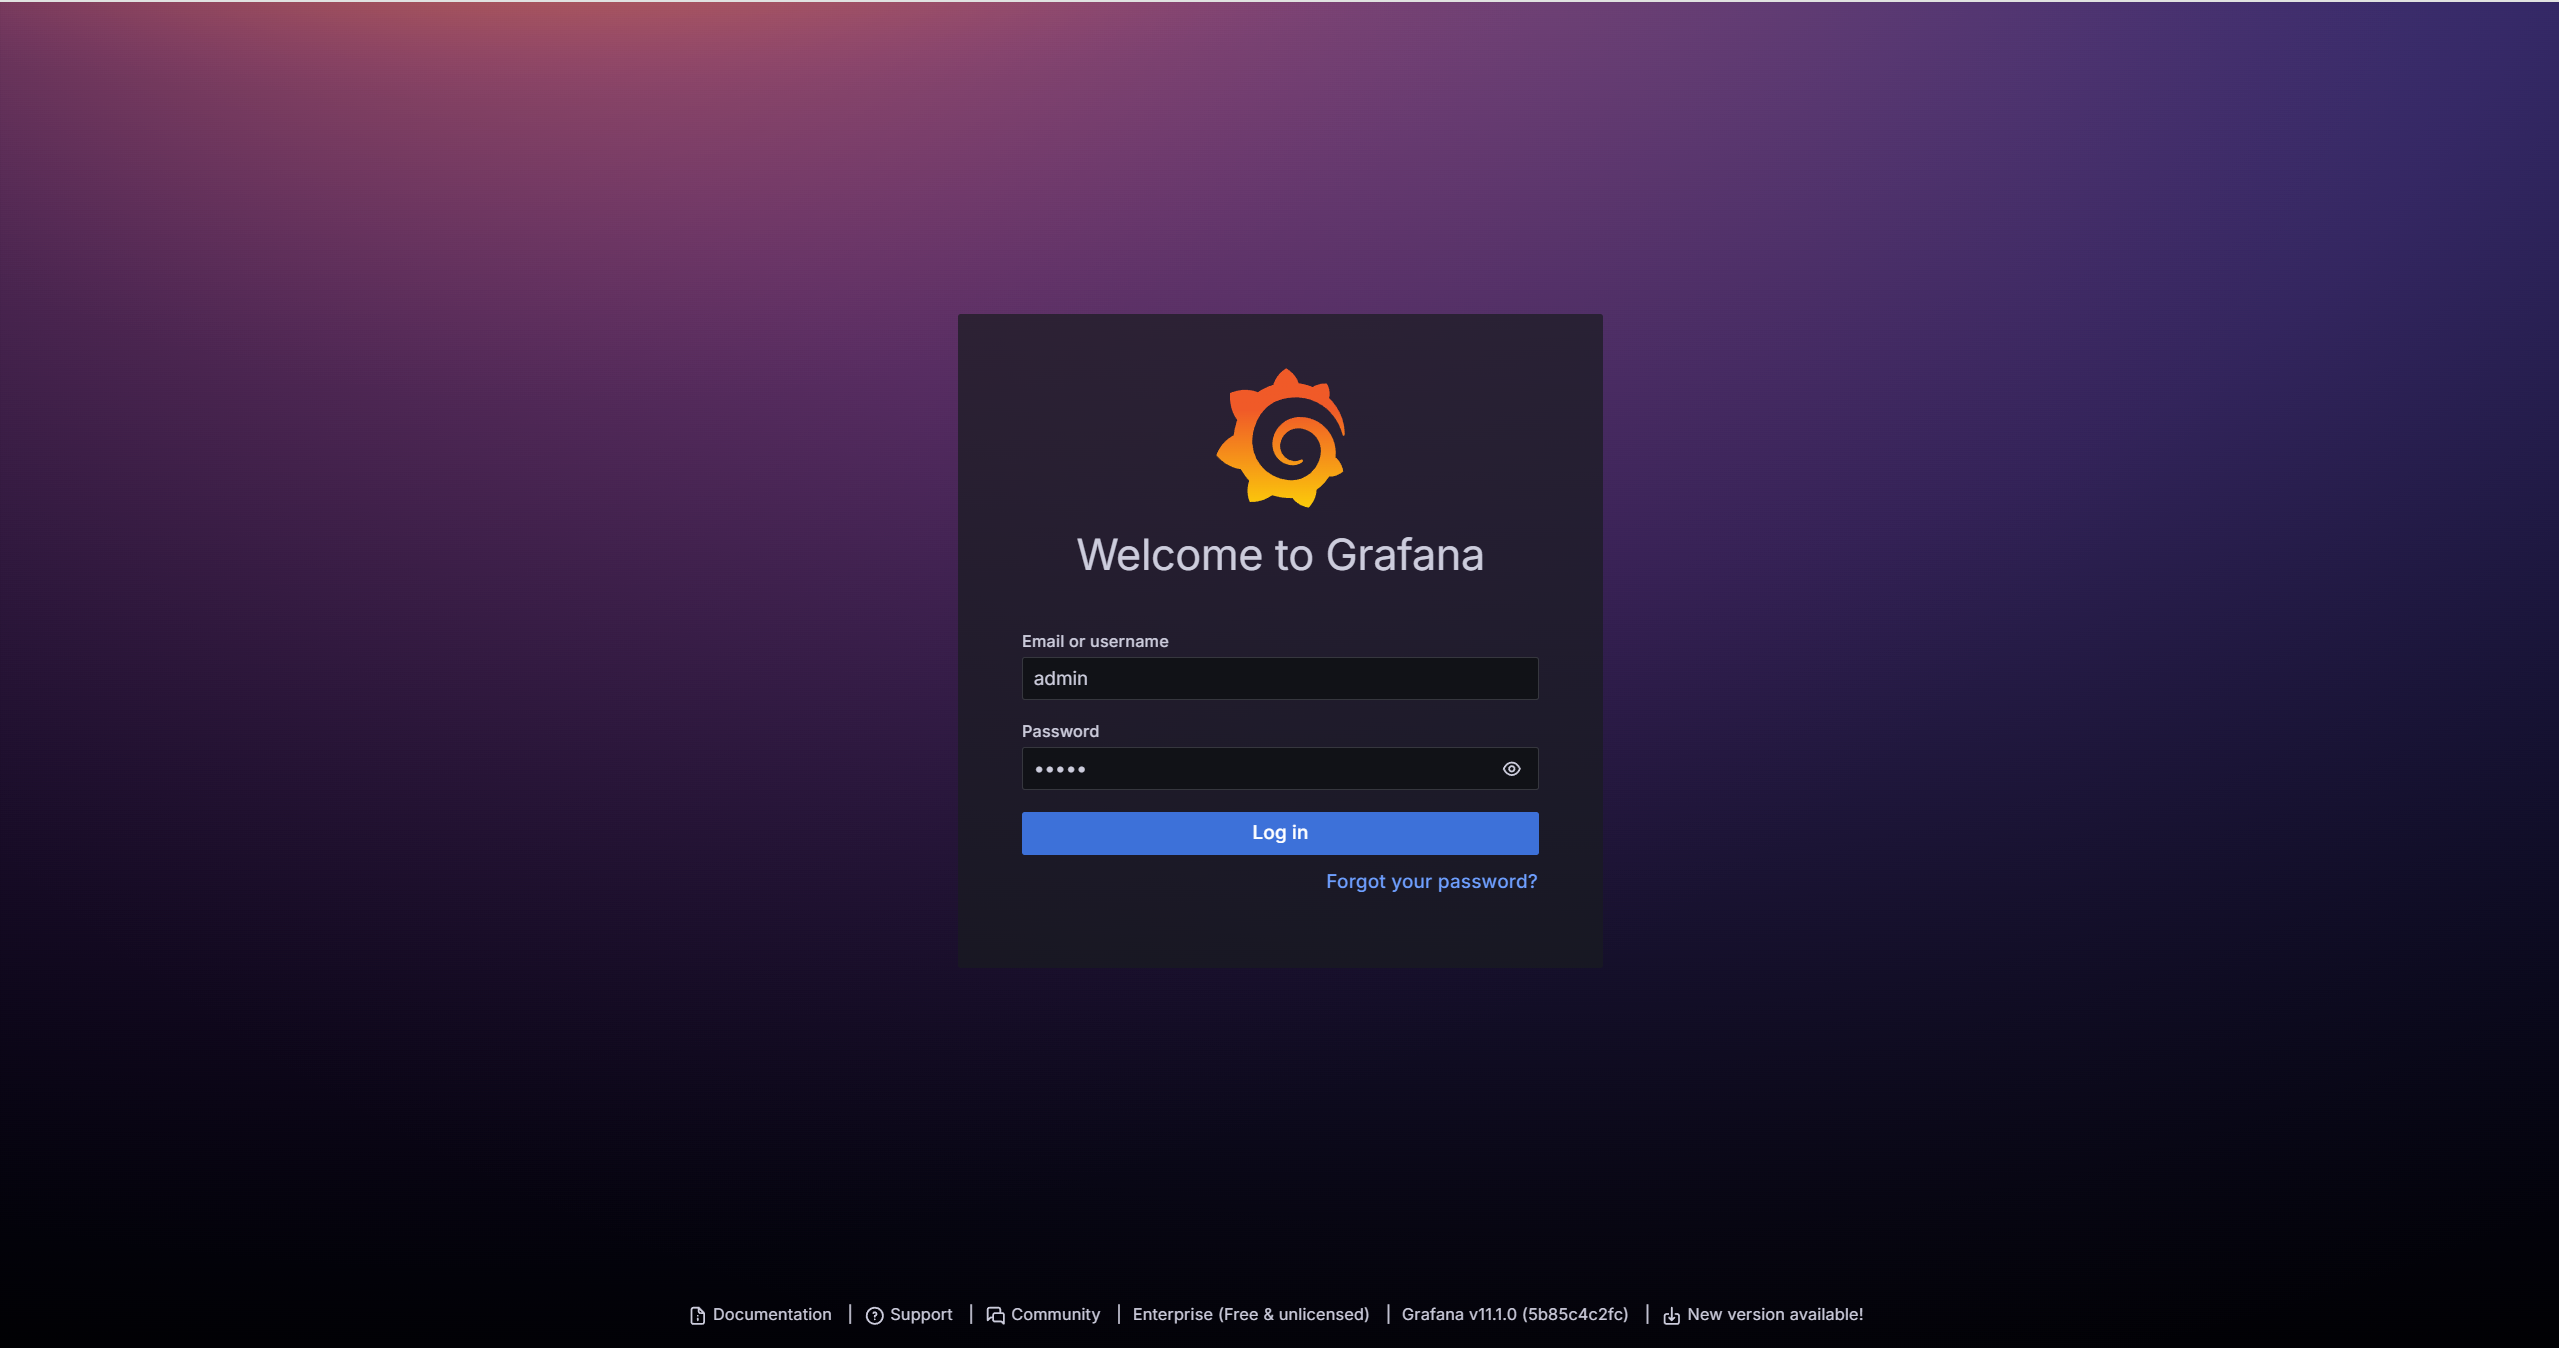 Welcome to Grafana
Email or username
admin
Password
•••••
Log in
Forgot your password?
Documentation | Support | Community | Enterprise (Free & unlicensed) | Grafana v11.1.0 (5b85c4c2fc) | New version available!